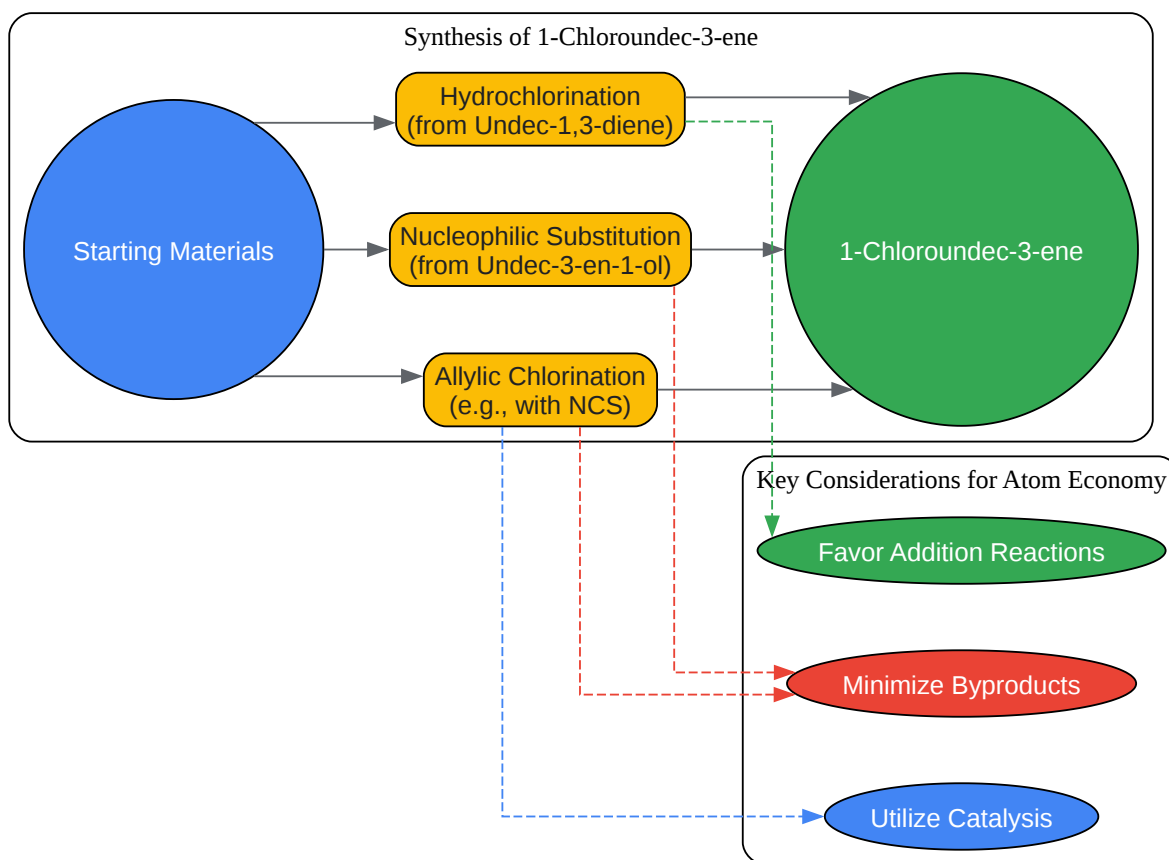 Synthesis of 1-Chloroundec-3-ene
Starting Materials
Hydrochlorination
(from Undec-1,3-diene)
Nucleophilic Substitution
(from Undec-3-en-1-ol)
Allylic Chlorination
(e.g., with NCS)
1-Chloroundec-3-ene
Key Considerations for Atom Economy
Favor Addition Reactions
Minimize Byproducts
Utilize Catalysis